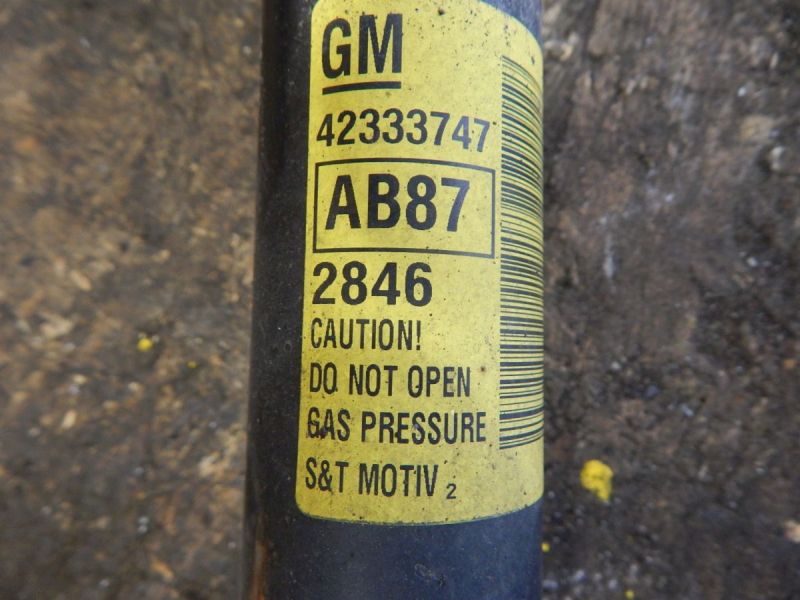 GM
42333747
AB87
2846
CAUTION!
DO NOT OPEN
GAS PRESSURE
S&T MOTIV 2